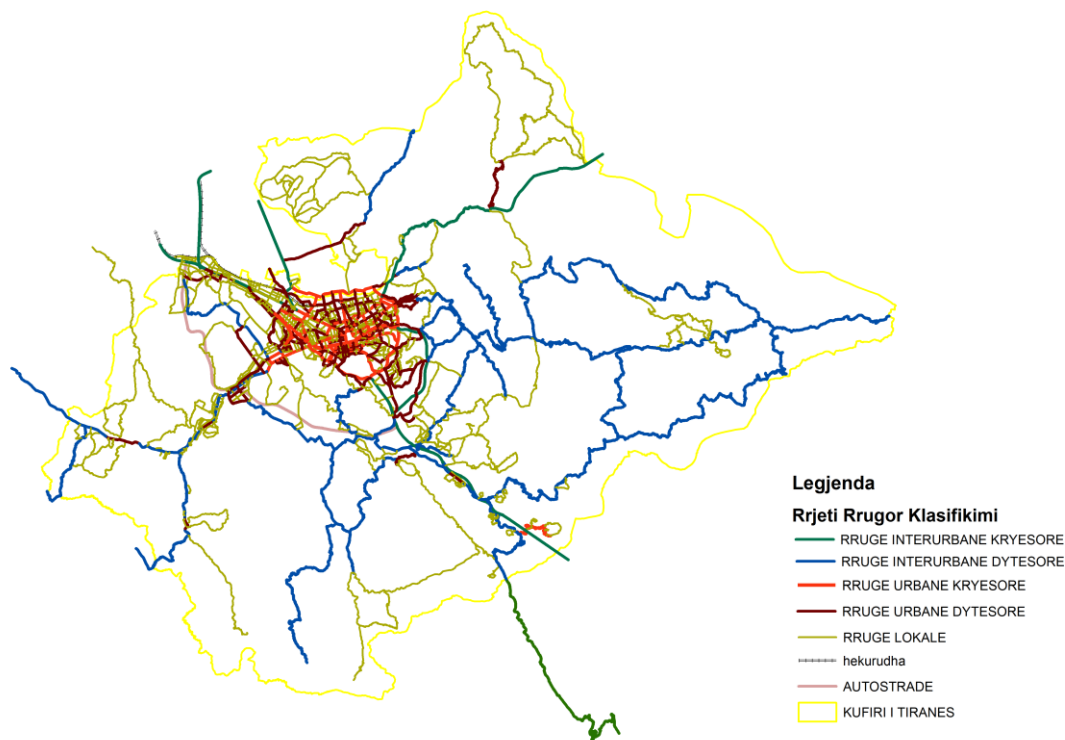 Legjenda
Rrjeti Rrugor Klasifikimi
RRUGE INTERURBANE KRYESORE
RRUGE INTERURBANE DYTESORE
RRUGE URBANE KRYESORE
RRUGE URBANE DYTESORE
RRUGE LOKALE
hekurudha
AUTOSTRADE
KUFIRI I TIRANES